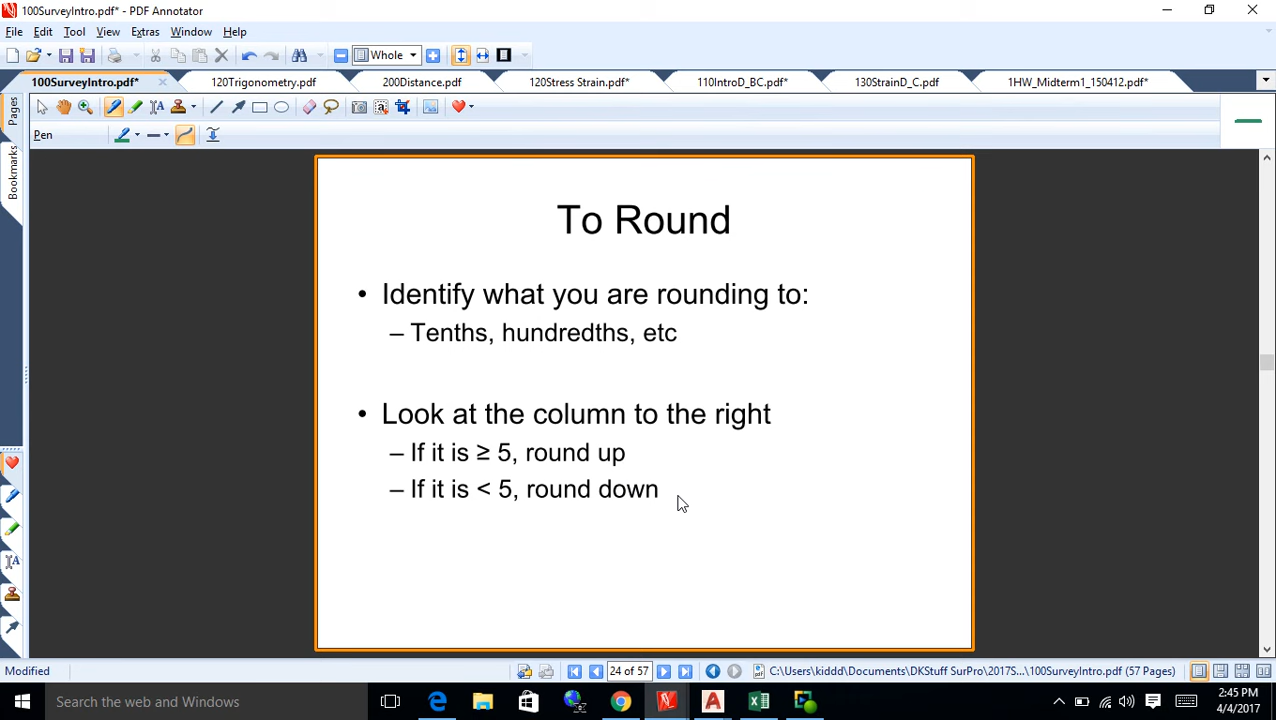 100SurveyIntro.pdf* - PDF Annotator
File Edit Tool View Extras Window Help
Whole
100SurveyIntro.pdf* 120Trigonometry.pdf 200Distance.pdf 120Stress Strain.pdf* 110IntroD_BC.pdf* 130StrainD_C.pdf 1HW_Midterm1_150412.pdf*
Pen
Pages
Bookmarks
To Round
• Identify what you are rounding to:
– Tenths, hundredths, etc
• Look at the column to the right
– If it is ≥ 5, round up
– If it is < 5, round down
Modified 24 of 57 C:\Users\kiddd\Documents\DKStuff SurPro\2017S...\100SurveyIntro.pdf (57 Pages)
Search the web and Windows
2:45 PM
4/4/2017